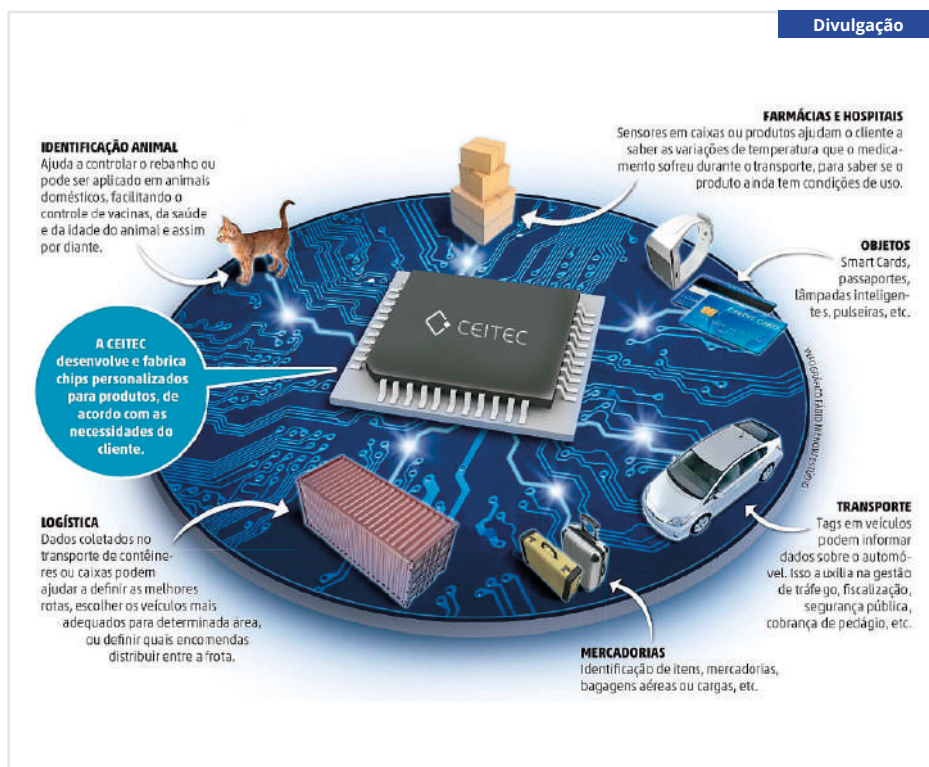 Divulgação
IDENTIFICAÇÃO ANIMAL
Ajuda a controlar o rebanho ou
pode ser aplicado em animais
domésticos, facilitando o
controle de vacinas, da saúde
e da idade do animal e assim
por diante.
FARMÁCIAS E HOSPITAIS
Sensores em caixas ou produtos ajudam o cliente a
saber as variações de temperatura que o medica-
mento sofreu durante o transporte, para saber se o
produto ainda tem condições de uso.
OBJETOS
Smart Cards,
passaportes,
lâmpadas inteligen-
tes, pulseiras, etc.
CREDIT CARD
CEITEC
A CEITEC
desenvolve e fabrica
chips personalizados
para produtos, de
acordo com as
necessidades do
cliente.
INFOGRÁFICO FÁBIO
LOGÍSTICA
Dados coletados no
transporte de contêine-
res ou caixas podem
ajudar a definir as melhores
rotas, escolher os veículos mais
adequados para determinada área,
ou definir quais encomendas
distribuir entre a frota.
TRANSPORTE
Tags em veículos
podem informar
dados sobre o automó-
vel. Isso auxilia na gestão
de tráfego, fiscalização,
segurança pública,
cobrança de pedágio, etc.
MERCADORIAS
Identificação de itens, mercadorias,
bagagens aéreas ou cargas, etc.